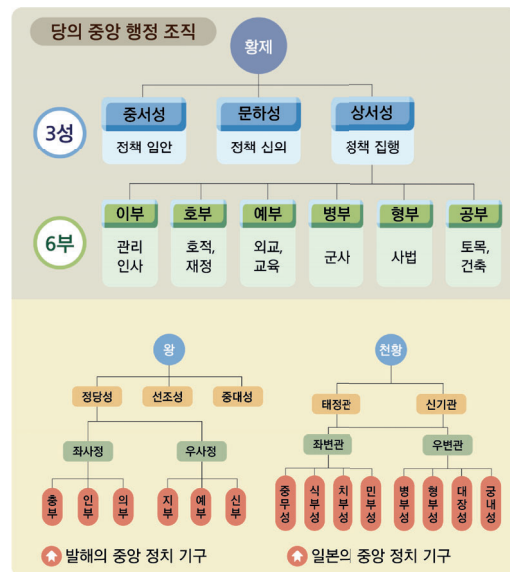 당의 중앙 행정 조직
황제
3성
중서성
문하성
상서성
정책 입안
정책 심의
정책 집행
6부
이부
호부
예부
병부
형부
공부
관리
인사
호적,
재정
외교,
교육
군사
사법
토목,
건축
왕
정당성
선조성
중대성
좌사정
우사정
충부
인부
의부
지부
예부
신부
발해의 중앙 정치 기구
천황
태정관
신기관
좌변관
우변관
중무성
식부성
치부성
민부성
병부성
형부성
대장성
궁내성
일본의 중앙 정치 기구